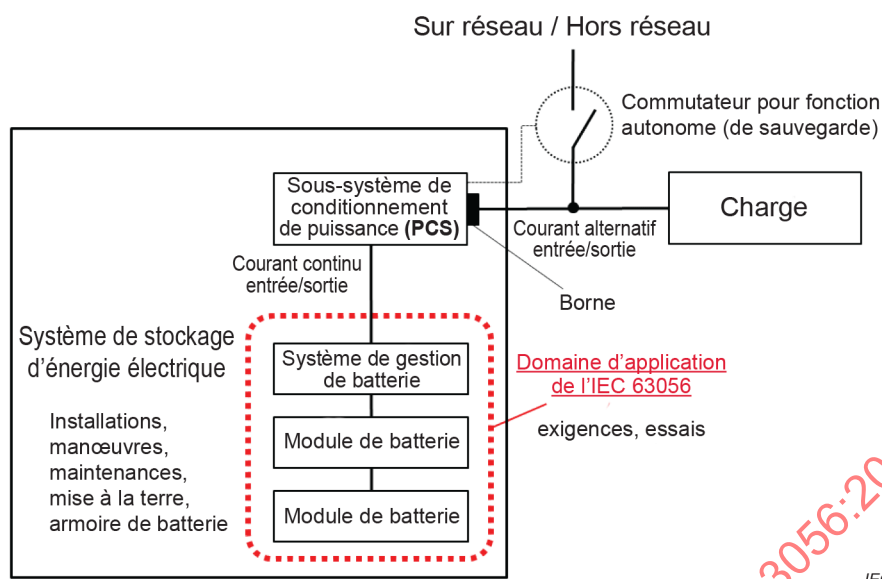 Sur réseau / Hors réseau
Commutateur pour fonction
autonome (de sauvegarde)
Sous-système de
conditionnement
de puissance (PCS)
Charge
Courant alternatif
entrée/sortie
Courant continu
entrée/sortie
Borne
Système de stockage
d'énergie électrique
Système de gestion
de batterie
Domaine d'application
de l'IEC 63056
exigences, essais
Installations,
manœuvres,
maintenances,
mise à la terre,
armoire de batterie
Module de batterie
Module de batterie